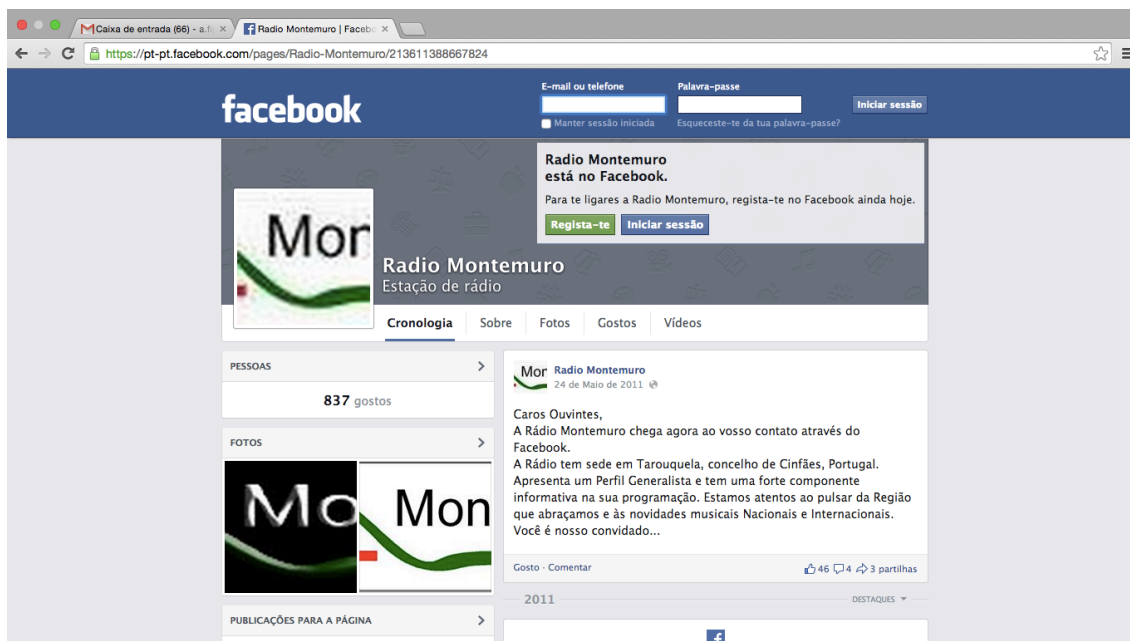 Caixa de entrada (66) - a.fi
Radio Montemuro | Facebo
https://pt-pt.facebook.com/pages/Radio-Montemuro/213611388667824
facebook
E-mail ou telefone
Palavra-passe
Iniciar sessão
Manter sessão iniciada
Esqueceste-te da tua palavra-passe?
Radio Montemuro
está no Facebook.
Para te ligares a Radio Montemuro, regista-te no Facebook ainda hoje.
Regista-te
Iniciar sessão
Mon
Radio Montemuro
Estação de rádio
Cronologia
Sobre
Fotos
Gostos
Vídeos
PESSOAS
837 gostos
FOTOS
Mo
Mon
PUBLICAÇÕES PARA A PÁGINA
Mon
Radio Montemuro
24 de Maio de 2011
Caros Ouvintes,
A Rádio Montemuro chega agora ao vosso contato através do
Facebook.
A Rádio tem sede em Tarouquela, concelho de Cinfães, Portugal.
Apresenta um Perfil Generalista e tem uma forte componente
informativa na sua programação. Estamos atentos ao pulsar da Região
que abraçamos e às novidades musicais Nacionais e Internacionais.
Você é nosso convidado...
Gosto · Comentar
46 4 3 partilhas
2011
DESTAQUES